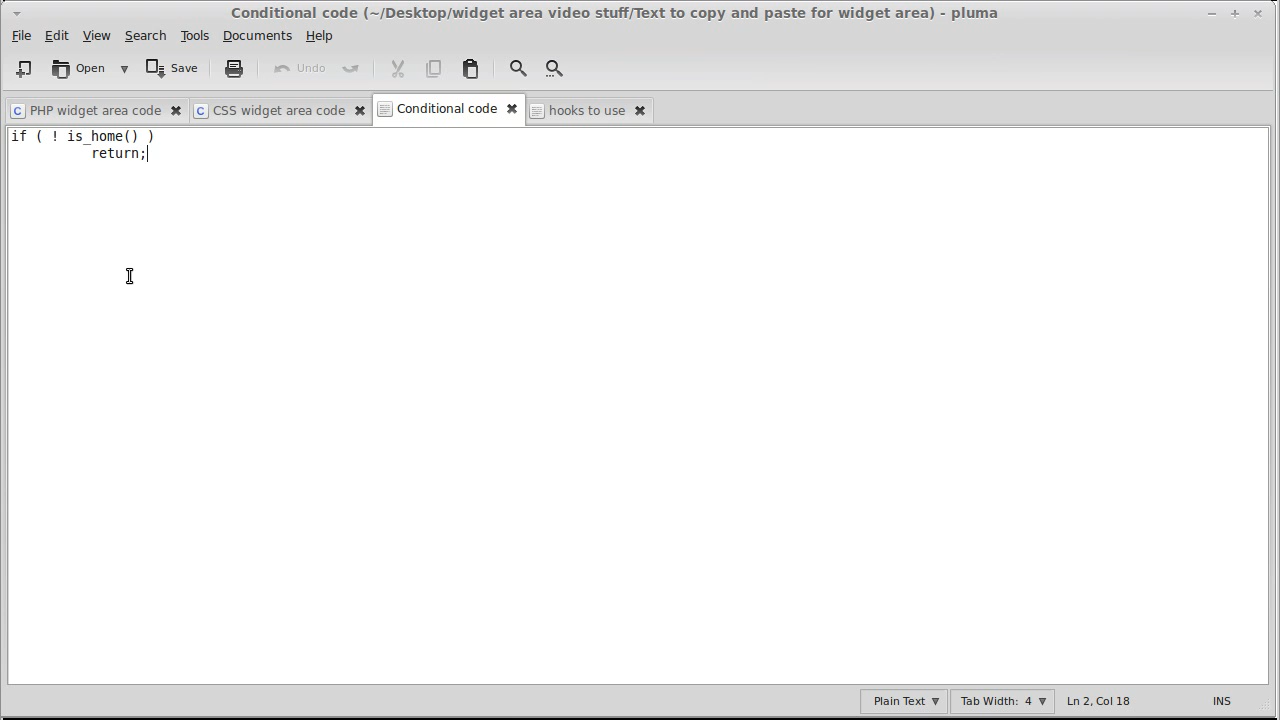 Conditional code (~/Desktop/widget area video stuff/Text to copy and paste for widget area) - pluma
File Edit View Search Tools Documents Help
Open Save Undo
C PHP widget area code C CSS widget area code Conditional code hooks to use
if ( ! is_home() )
return;
Plain Text Tab Width: 4 Ln 2, Col 18 INS